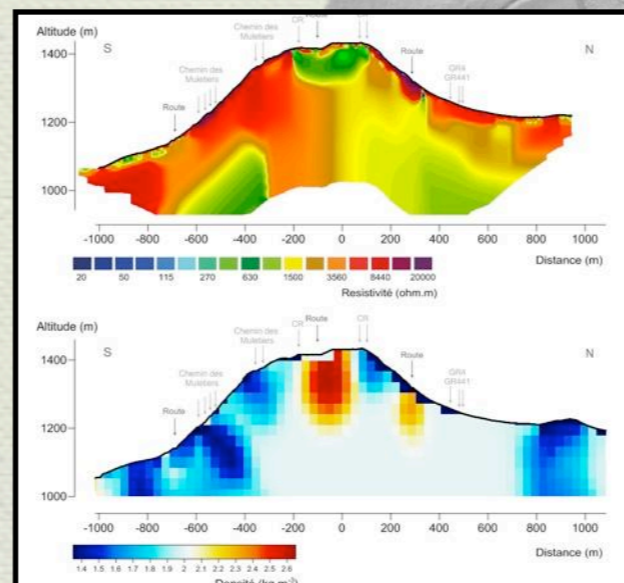 Altitude (m)
S
N
Chemin des
Muletiers
CR
Route
CR
1400
Chemin des
Muletiers
Route
GR4
GR441
Route
1200
1000
-1000 -800 -600 -400 -200 0 200 400 600 800 1000
Distance (m)
20 50 115 270 630 1500 3560 8440 20000
Resistivité (ohm.m)
Altitude (m)
S
N
Chemin des
Muletiers
CR
Route
CR
1400
Chemin des
Muletiers
Route
GR4
GR441
Route
1200
1000
-1000 -800 -600 -400 -200 0 200 400 600 800 1000
Distance (m)
1.4 1.5 1.6 1.7 1.8 1.9 2 2.1 2.2 2.3 2.4 2.5 2.6
Densité (kg.m-3)